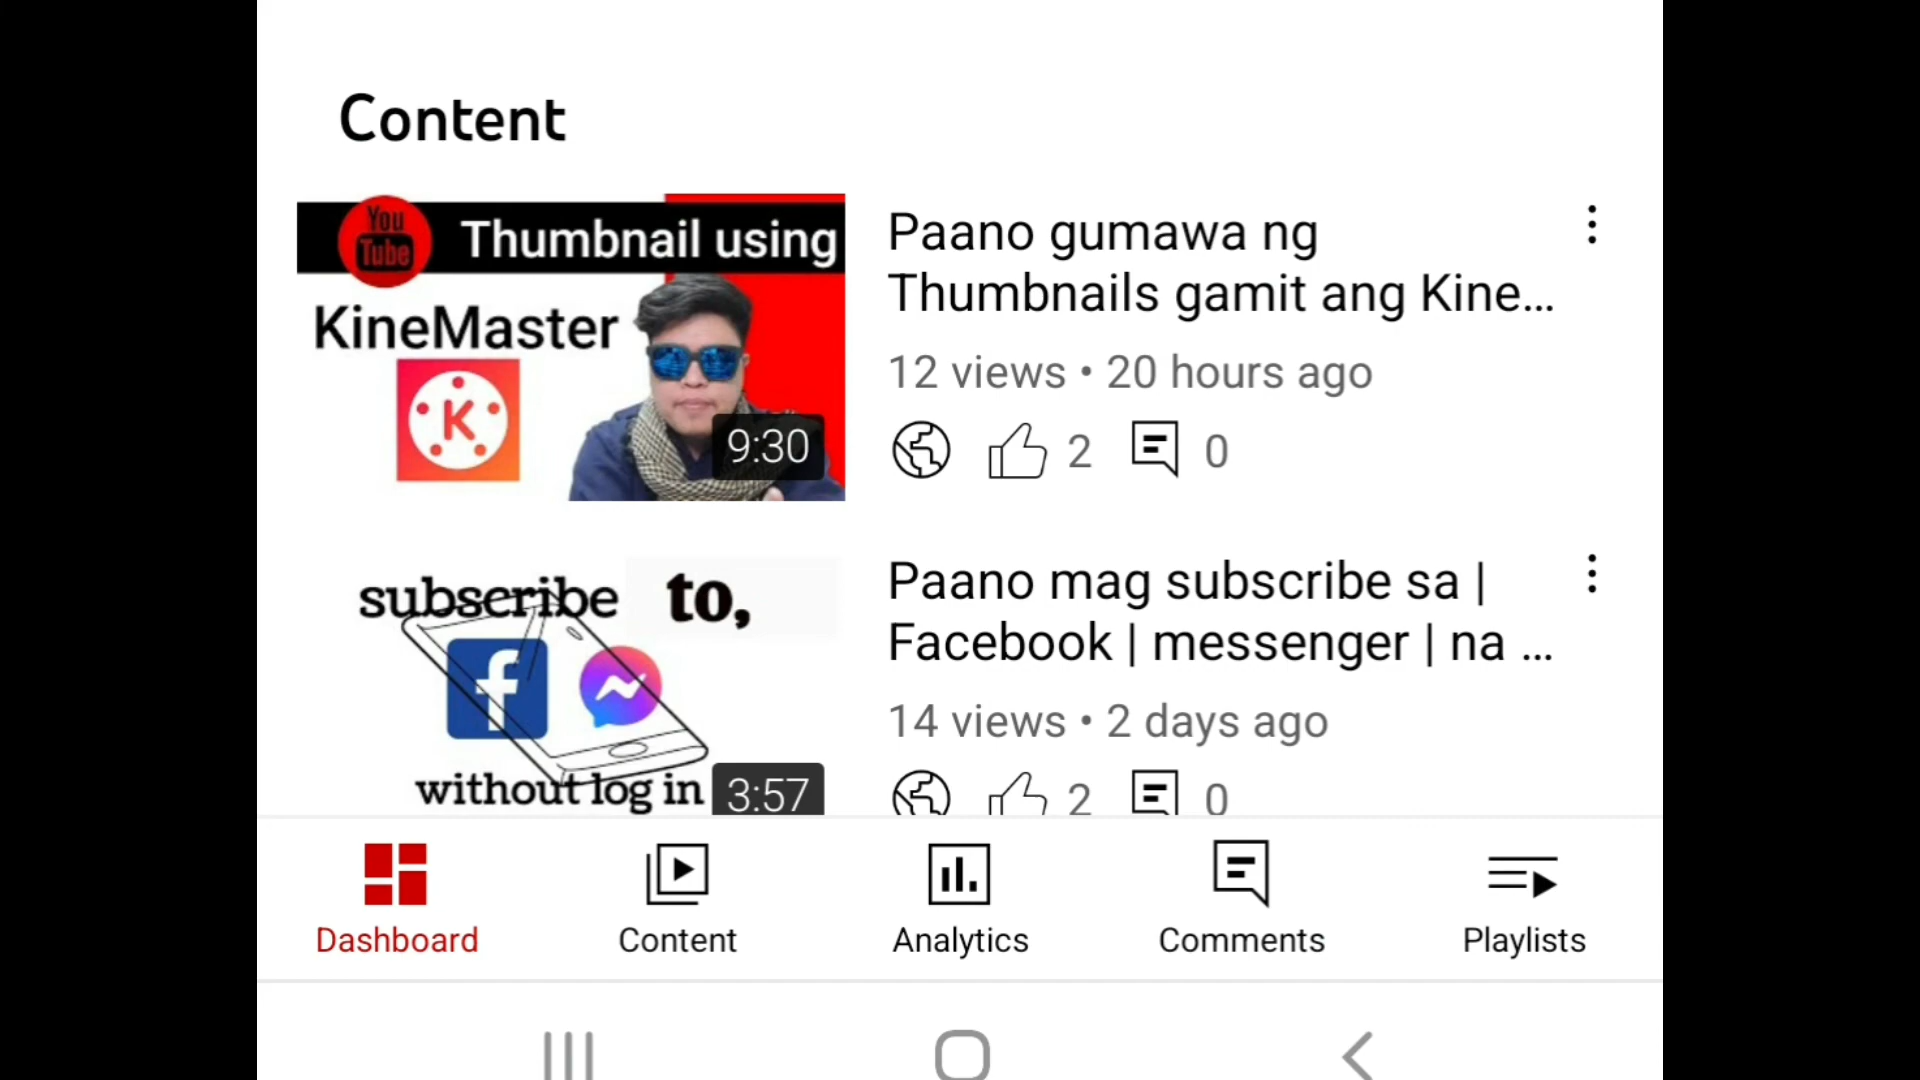 Content
You
Tube
Thumbnail using
KineMaster
K
9:30
Paano gumawa ng
Thumbnails gamit ang Kine...
12 views • 20 hours ago
2
0
subscribe to,
f
without log in
3:57
Paano mag subscribe sa |
Facebook | messenger | na ...
14 views • 2 days ago
2
0
Dashboard
Content
Analytics
Comments
Playlists